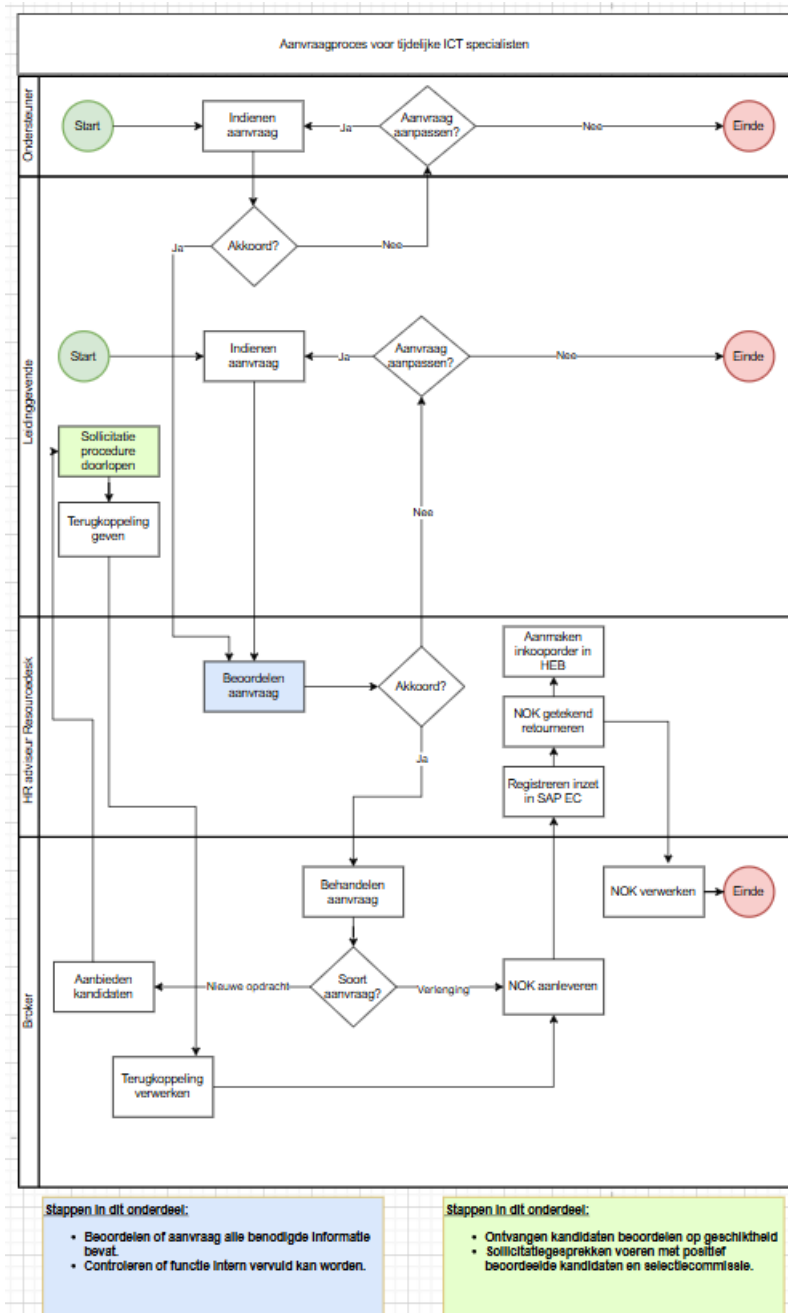 Aanvraagproces voor tijdelijke ICT specialisten
Ondersteuner
Start
Indienen
aanvraag
Ja
Aanvraag
aanpassen?
Nee
Einde
Leidinggevende
Ja
Akkoord?
Nee
Start
Indienen
aanvraag
Ja
Aanvraag
aanpassen?
Nee
Einde
Sollicitatie
procedure
doorlopen
Terugkoppeling
geven
Nee
HR adviseur Resourcedesk
Beoordelen
aanvraag
Akkoord?
Aanmaken
inkooporder in
HEB
NOK getekend
retourneren
Ja
Registreren inzet
in SAP EC
Broker
Behandelen
aanvraag
NOK verwerken
Einde
Aanbieden
kandidaten
Nieuwe opdracht
Soort
aanvraag?
Verlenging
NOK aanleveren
Terugkoppeling
verwerken
Stappen in dit onderdeel:
• Beoordelen of aanvraag alle benodigde informatie
bevat.
• Controleren of functie intern vervuld kan worden.
Stappen in dit onderdeel:
• Ontvangen kandidaten beoordelen op geschiktheid
• Sollicitatiegesprekken voeren met positief
beoordeelde kandidaten en selectiecommissie.